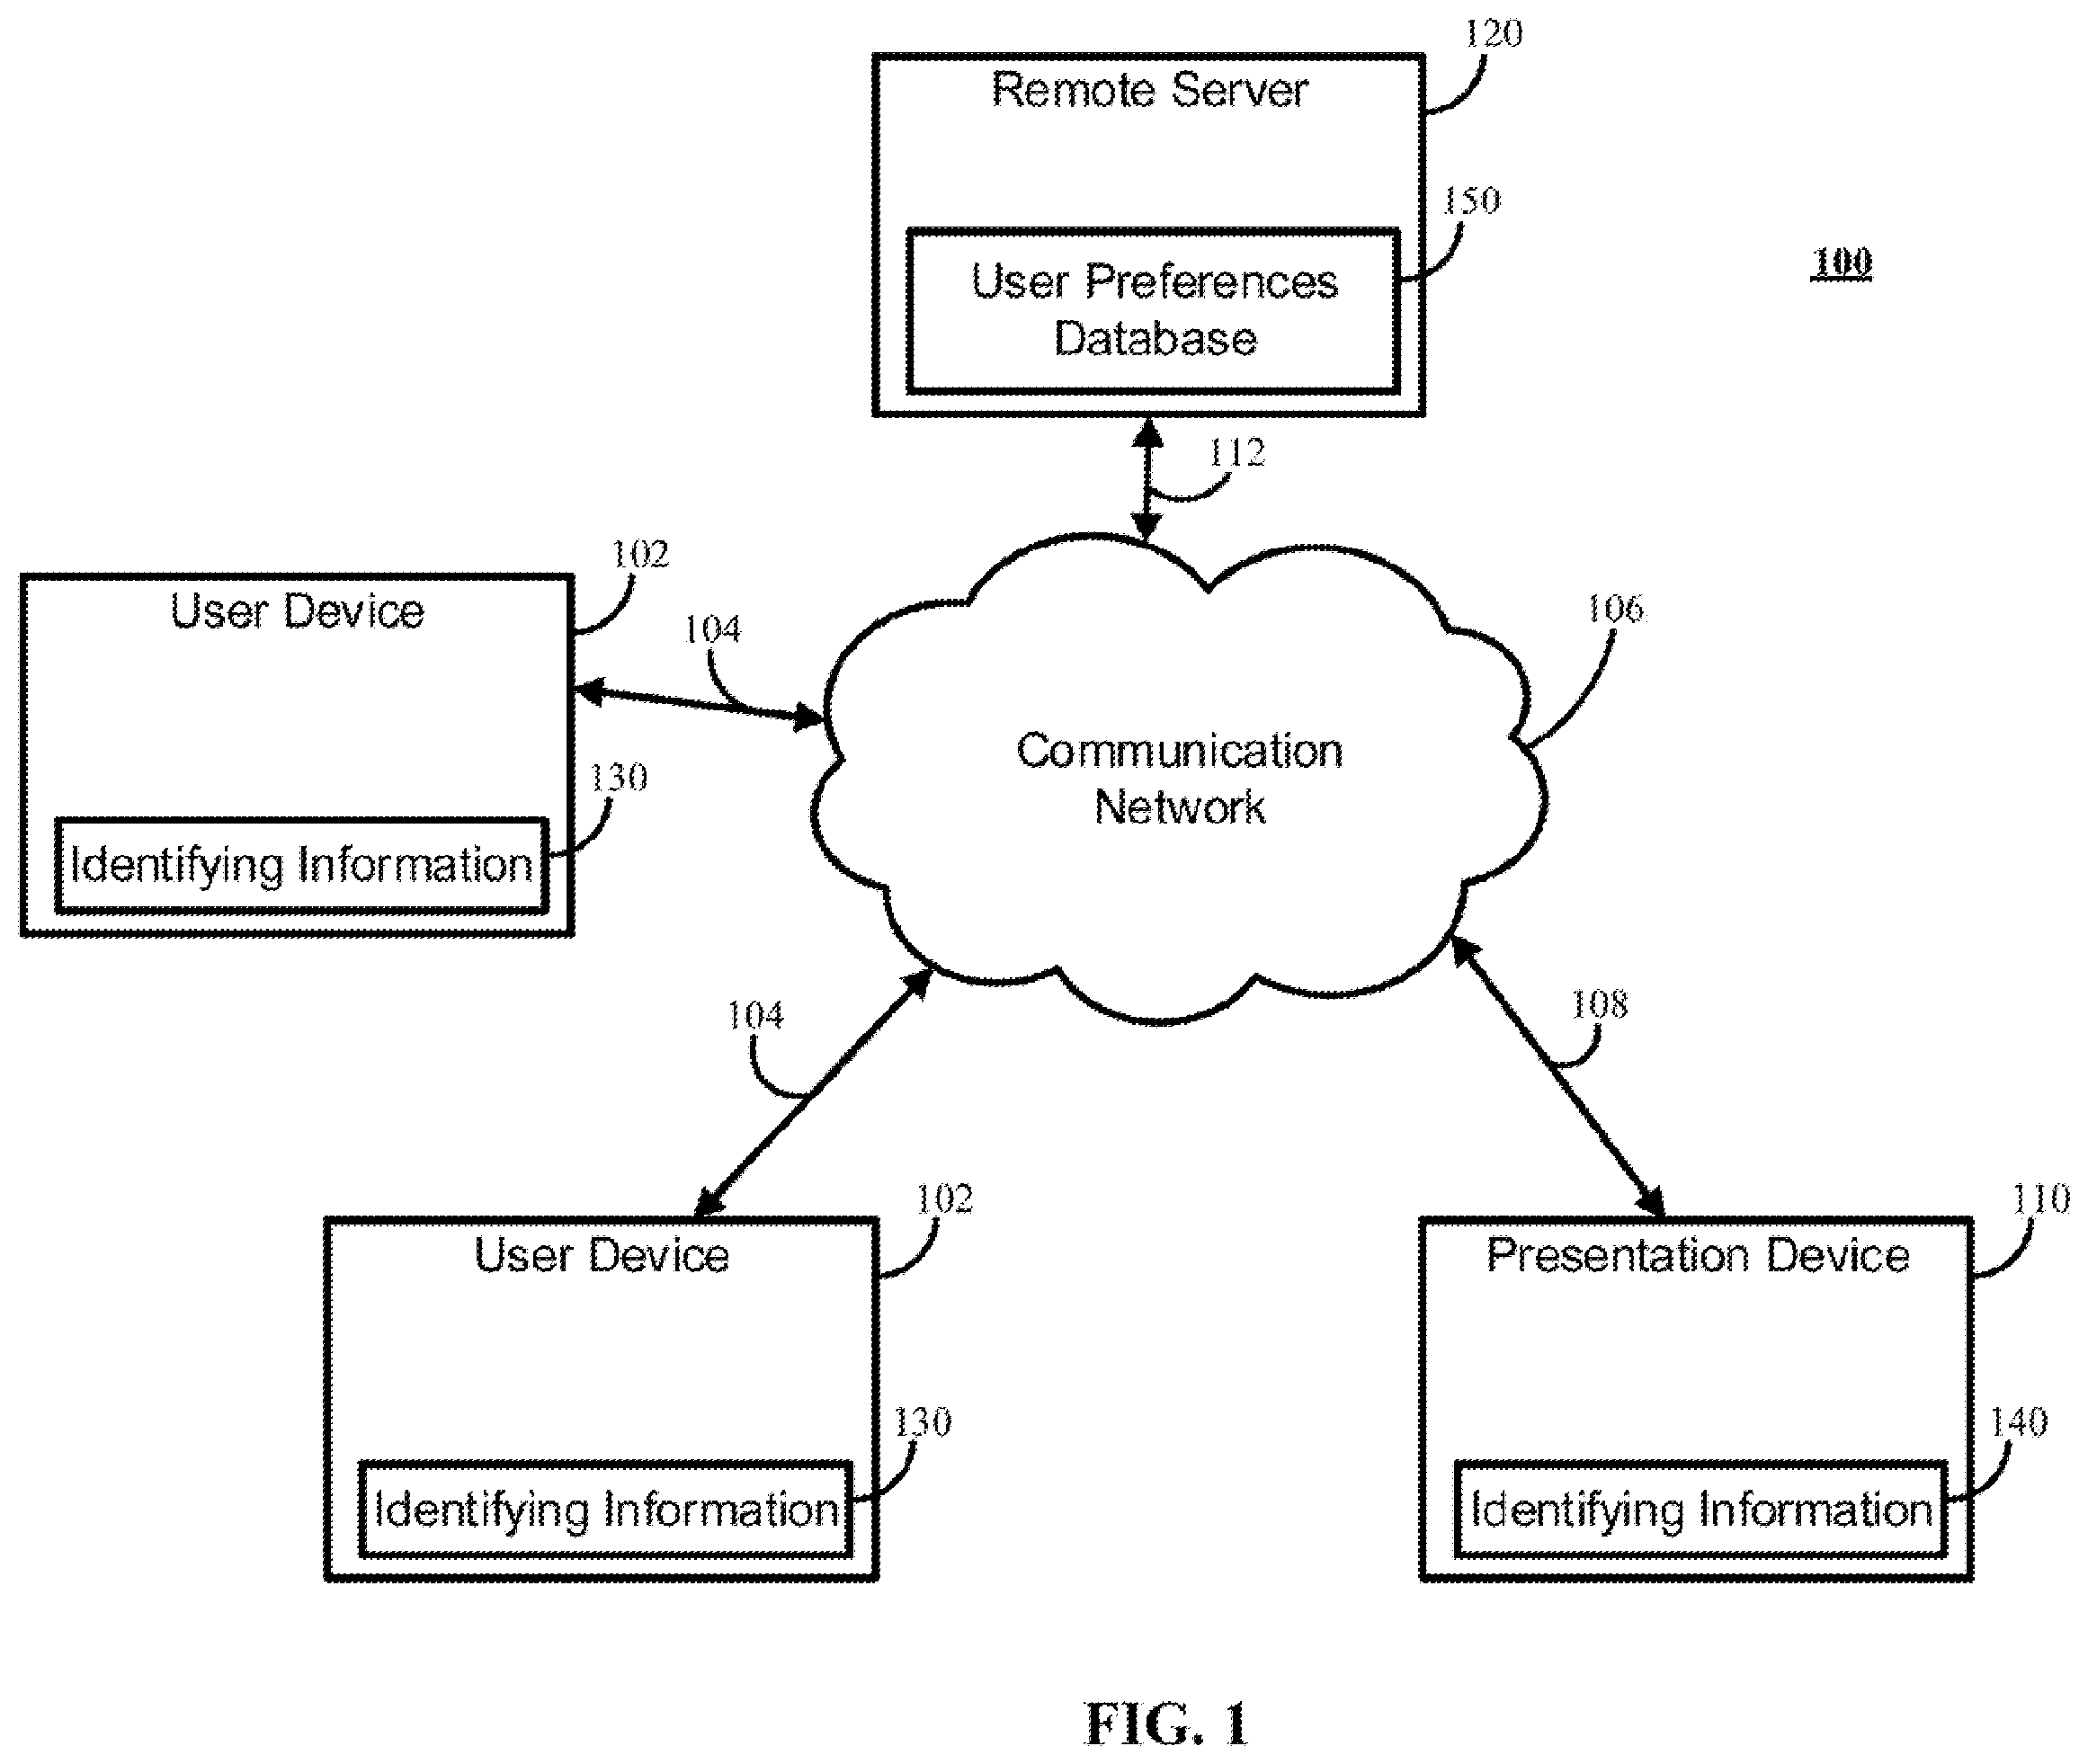 120
Remote Server
150
User Preferences
Database
100
112
102
User Device
104
106
Communication
Network
130
Identifying Information
104
108
102
User Device
110
Presentation Device
130
Identifying Information
140
Identifying Information
FIG. 1